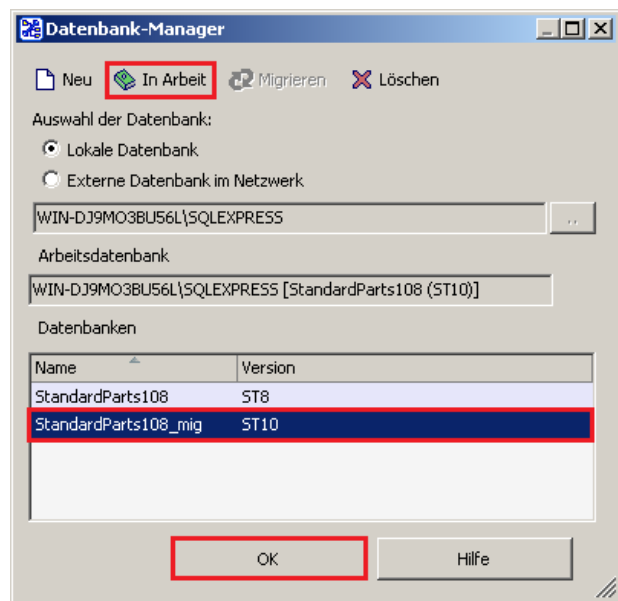 Datenbank-Manager
Neu In Arbeit Migrieren Löschen
Auswahl der Datenbank:
Lokale Datenbank
Externe Datenbank im Netzwerk
WIN-DJ9MO3BU56L\SQLEXPRESS ..
Arbeitsdatenbank
WIN-DJ9MO3BU56L\SQLEXPRESS [StandardParts108 (ST10)]
Datenbanken
Name Version
StandardParts108 ST8
StandardParts108_mig ST10
OK Hilfe